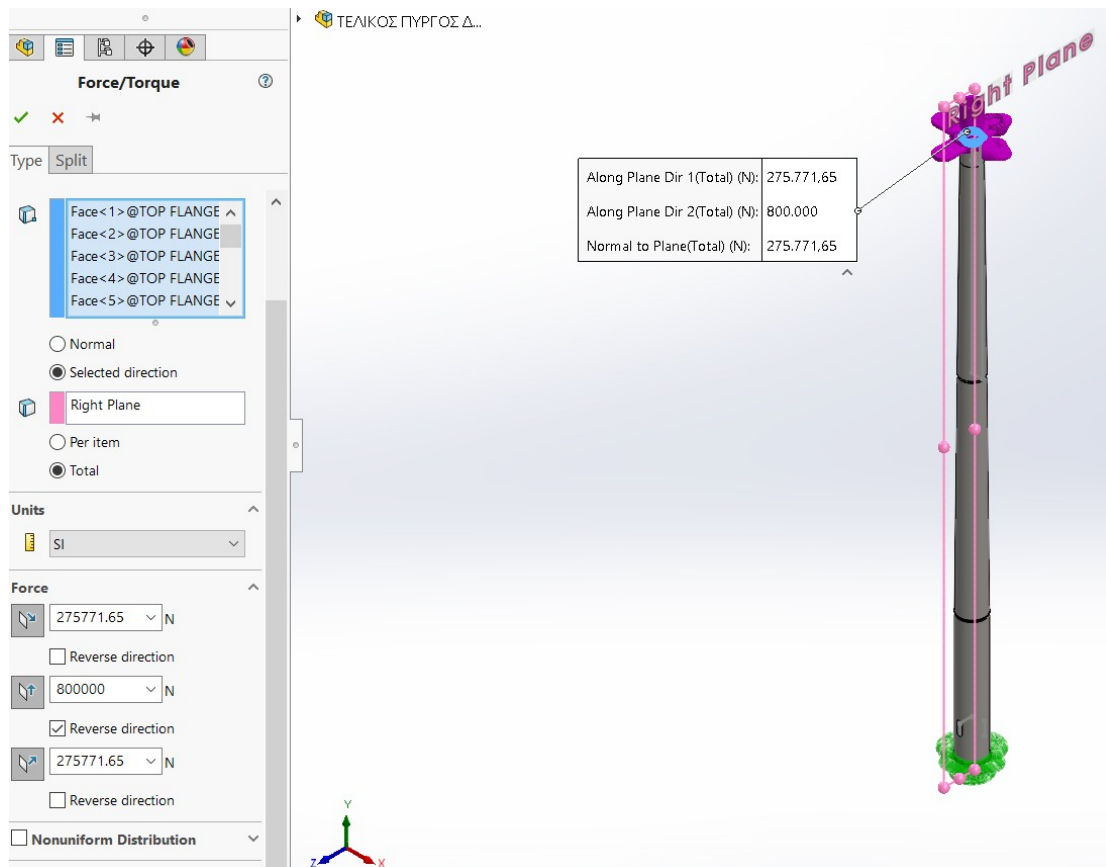 ΤΕΛΙΚΟΣ ΠΥΡΓΟΣ Δ...
Force/Torque
?
Type Split
Face<1>@TOP FLANGE
Face<2>@TOP FLANGE
Face<3>@TOP FLANGE
Face<4>@TOP FLANGE
Face<5>@TOP FLANGE
Normal
Selected direction
Right Plane
Per item
Total
Units
SI
Force
275771.65 N
Reverse direction
800000 N
Reverse direction
275771.65 N
Reverse direction
Nonuniform Distribution
Right Plane
Along Plane Dir 1(Total) (N): 275.771,65
Along Plane Dir 2(Total) (N): 800.000
Normal to Plane(Total) (N): 275.771,65
Y
Z X